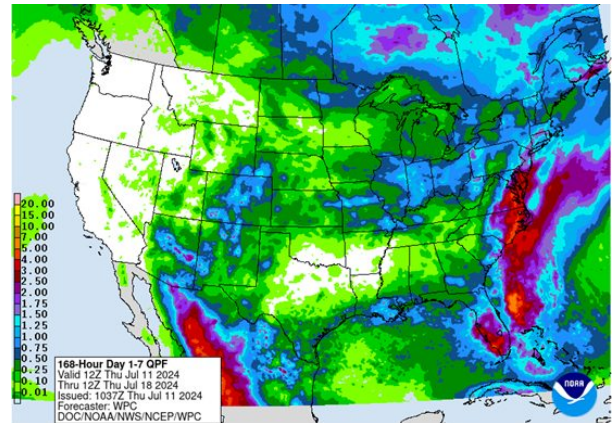 20.00
15.00
10.00
7.00
5.00
4.00
3.00
2.50
2.00
1.75
1.50
1.25
1.00
0.75
0.50
0.25
0.10
0.01
168-Hour Day 1-7 QPF
Valid 12Z Thu Jul 11 2024
Thru 12Z Thu Jul 18 2024
Issued: 1037Z Thu Jul 11 2024
Forecaster: WPC
DOC/NOAA/NWS/NCEP/WPC
NOAA